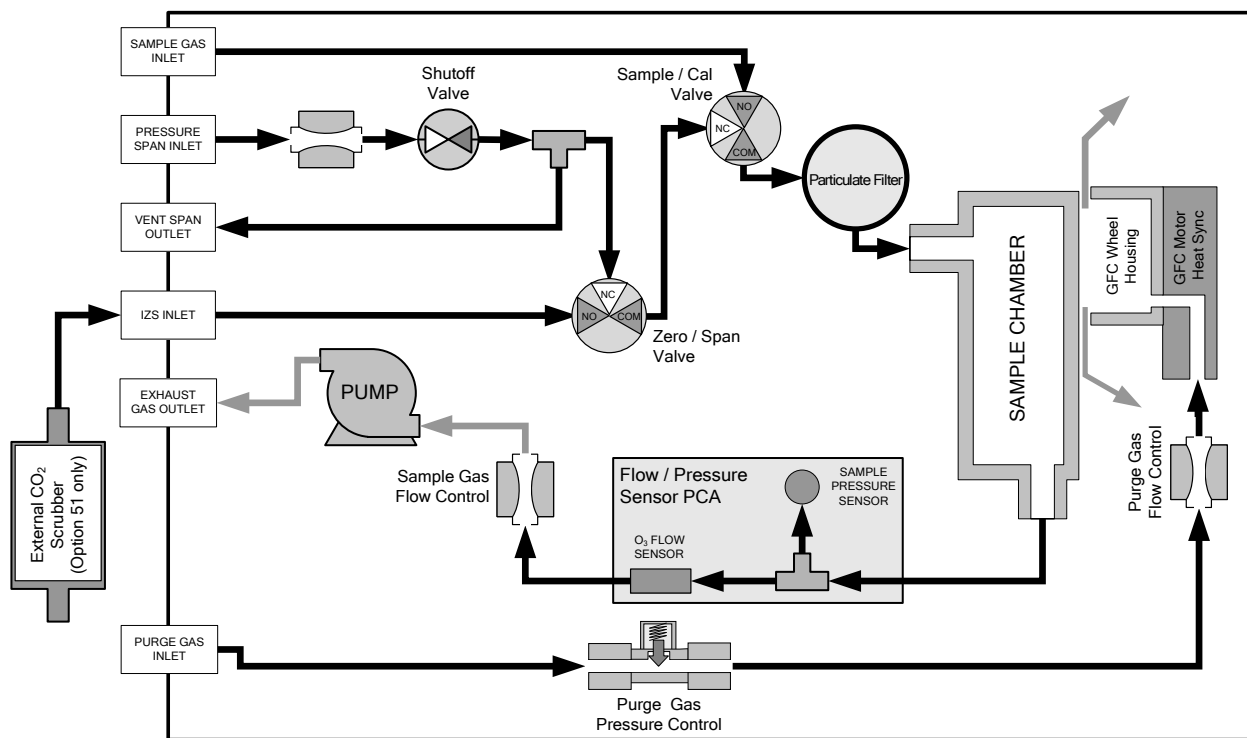 SAMPLE GAS
INLET
PRESSURE
SPAN INLET
VENT SPAN
OUTLET
IZS INLET
EXHAUST
GAS OUTLET
PURGE GAS
INLET
External CO₂
Scrubber
(Option 51 only)
Shutoff
Valve
Sample / Cal
Valve
NO
NC
COM
Particulate Filter
NC
NO
COM
Zero / Span
Valve
PUMP
Sample Gas
Flow Control
Flow / Pressure
Sensor PCA
SAMPLE
PRESSURE
SENSOR
O₃ FLOW
SENSOR
SAMPLE CHAMBER
GFC Wheel
Housing
GFC Motor
Heat Sync
Purge Gas
Flow Control
Purge Gas
Pressure Control